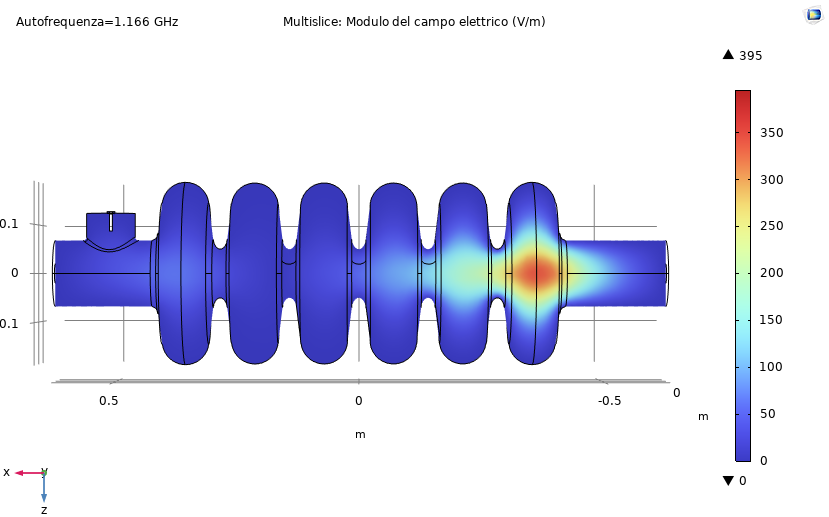 Autofrequenza=1.166 GHz
Multislice: Modulo del campo elettrico (V/m)
▲ 395
350
300
250
200
150
100
50
0
▼ 0
0.1
0
0.1
0.5
0
-0.5
0
m
m
x
y
z